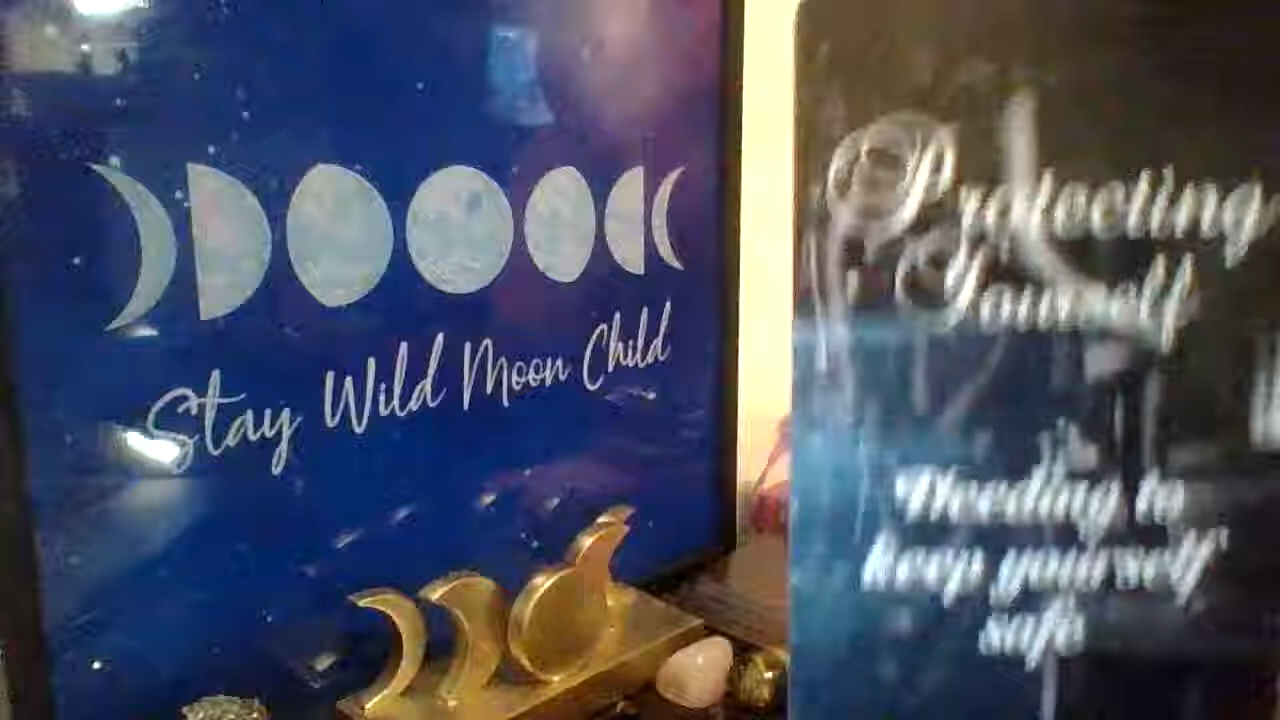 Stay Wild Moon Child
Protecting
Yourself
Needing to
keep yourself
safe